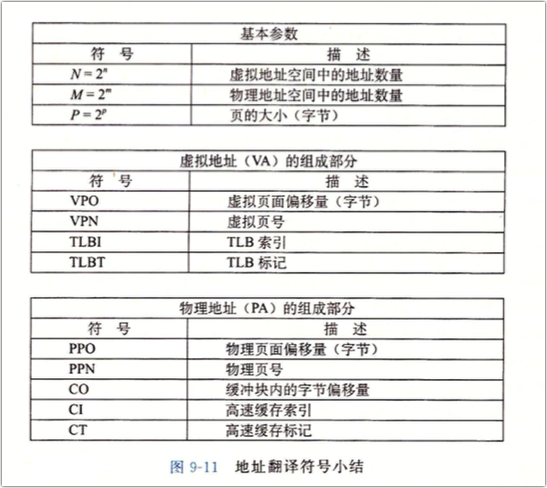 基本参数
符 号 描 述
N = 2ⁿ 虚拟地址空间中的地址数量
M = 2ᵐ 物理地址空间中的地址数量
P = 2ᵖ 页的大小（字节）
虚拟地址（VA）的组成部分
符 号 描 述
VPO 虚拟页面偏移量（字节）
VPN 虚拟页号
TLBI TLB 索引
TLBT TLB 标记
物理地址（PA）的组成部分
符 号 描 述
PPO 物理页面偏移量（字节）
PPN 物理页号
CO 缓冲块内的字节偏移量
CI 高速缓存索引
CT 高速缓存标记
图 9-11 地址翻译符号小结